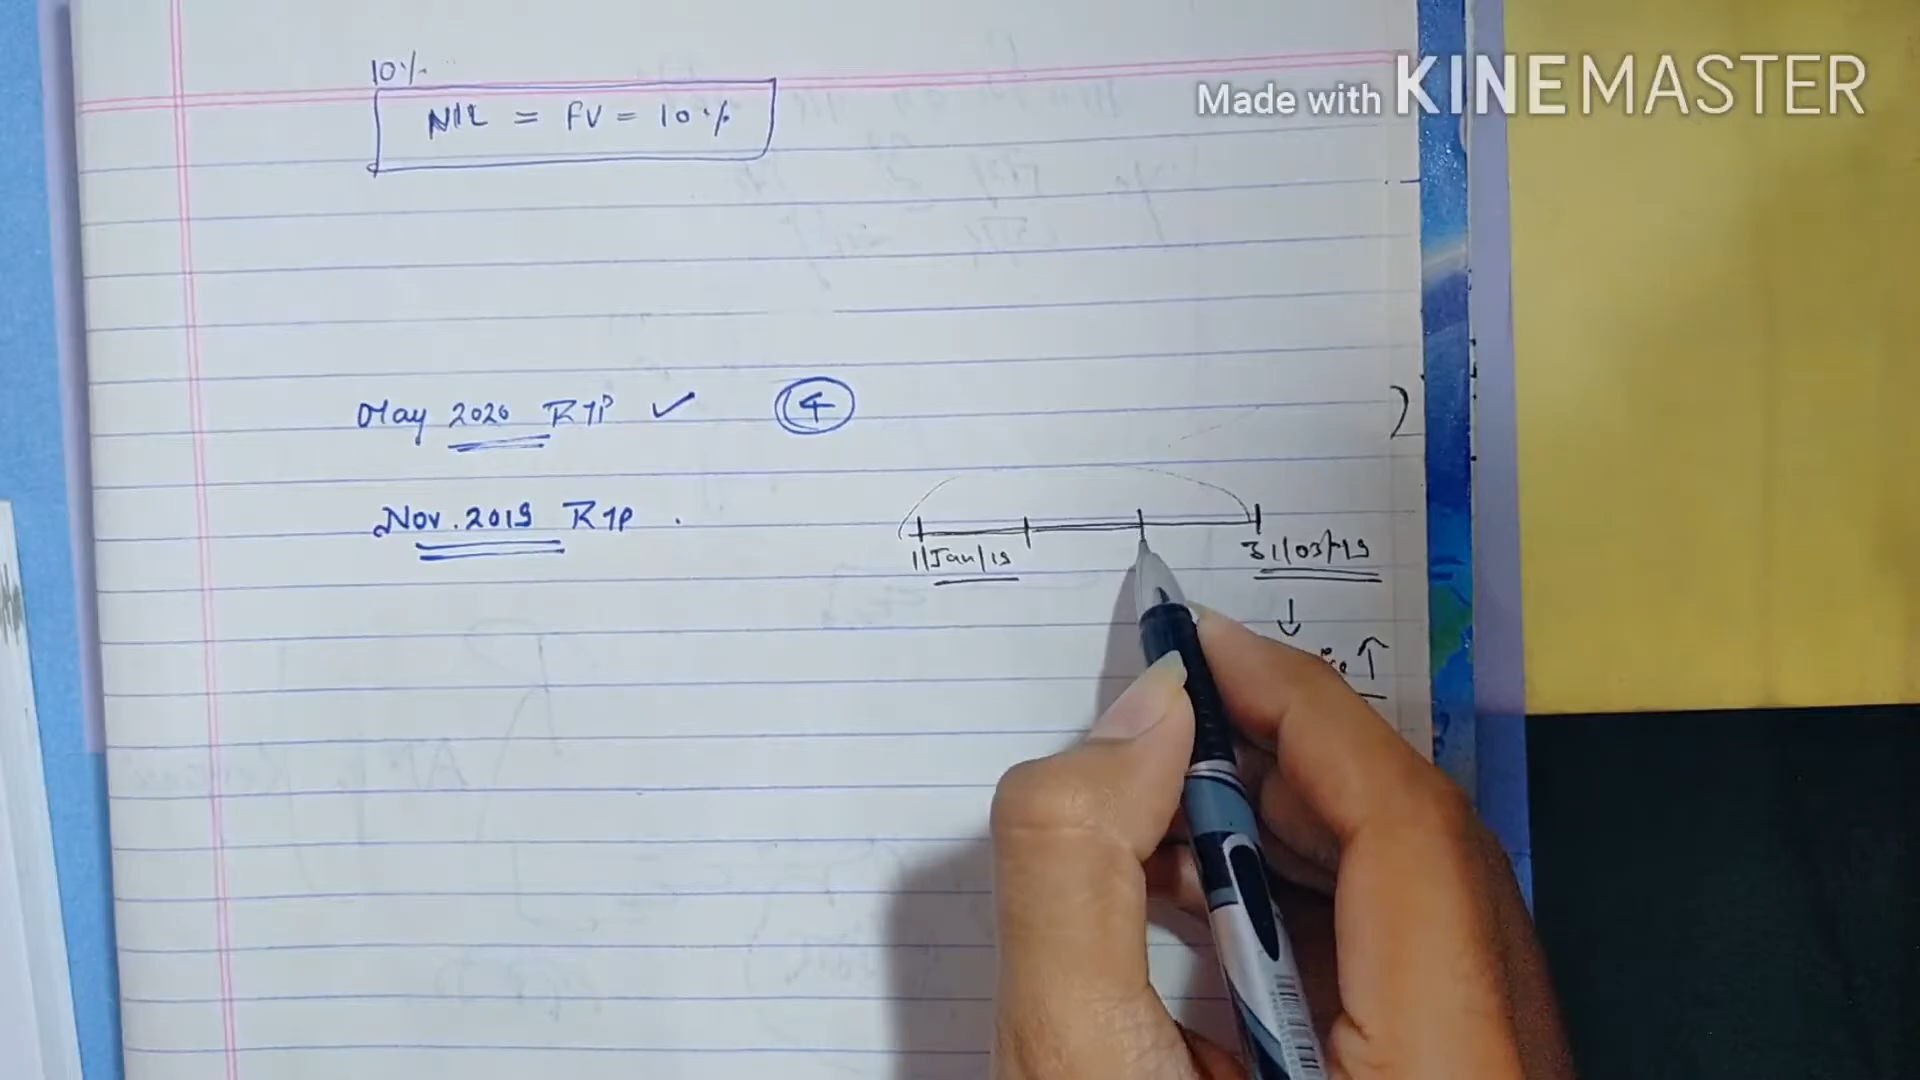 Made with KINEMASTER
10%
NIR = FV = 10%
May 2020 RTP ✓ 4
Nov. 2019 RTP .
1/Jan/19 31/03/19
↓
↑